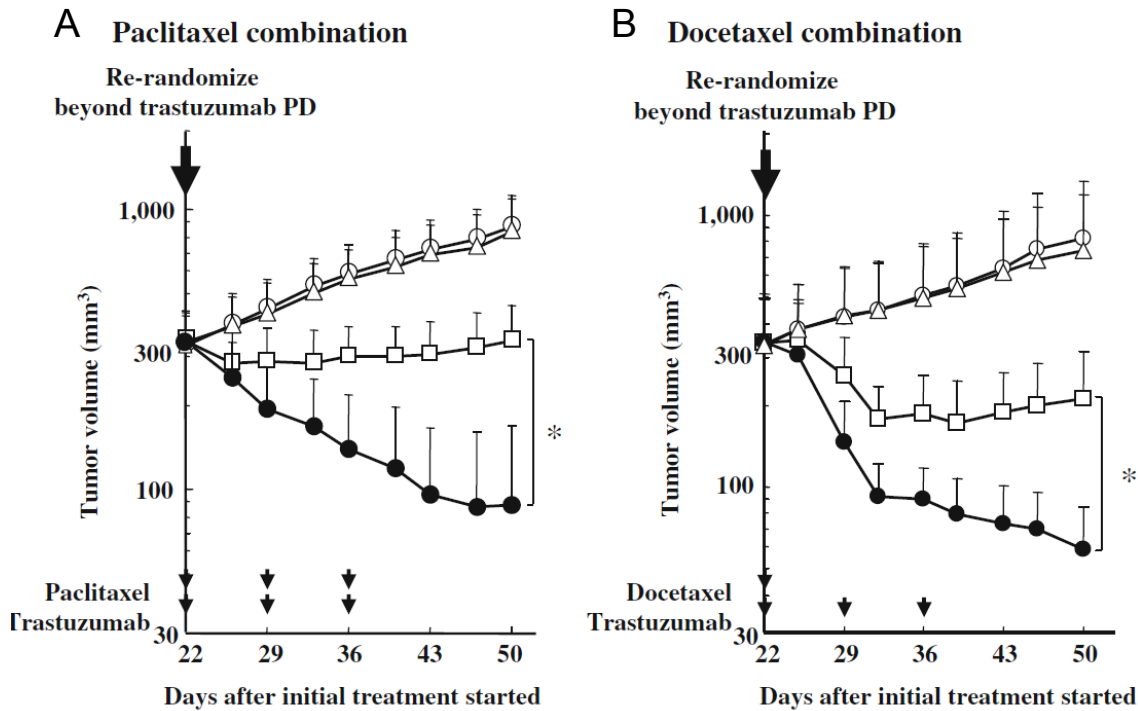 A Paclitaxel combination
Re-randomize
beyond trastuzumab PD
1,000
300
100
30
Tumor volume (mm³)
*
Paclitaxel
Trastuzumab
22 29 36 43 50
Days after initial treatment started
B Docetaxel combination
Re-randomize
beyond trastuzumab PD
1,000
300
100
30
Tumor volume (mm³)
*
Docetaxel
Trastuzumab
22 29 36 43 50
Days after initial treatment started